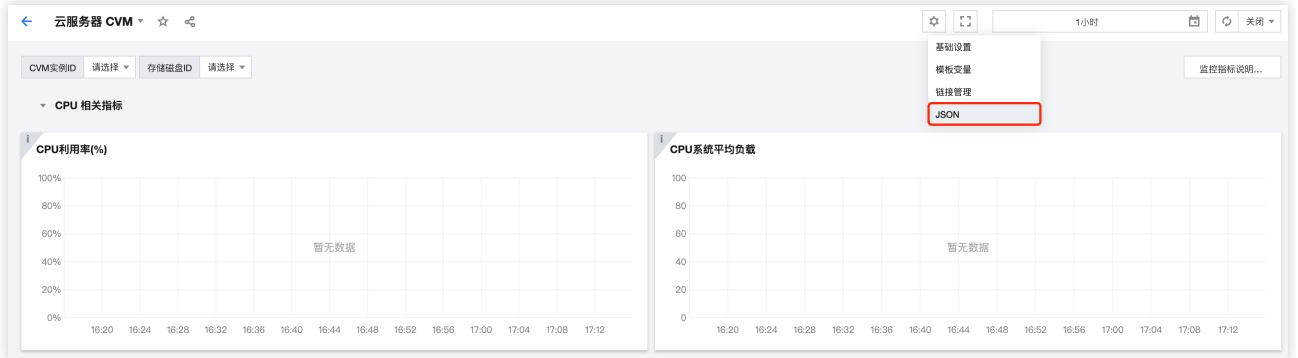 云服务器 CVM
1小时
关闭
基础设置
模板变量
链接管理
JSON
CVM实例ID 请选择 存储磁盘ID 请选择
监控指标说明...
CPU 相关指标
i
CPU利用率(%)
100%
80%
60%
40%
20%
0%
暂无数据
16:20 16:24 16:28 16:32 16:36 16:40 16:44 16:48 16:52 16:56 17:00 17:04 17:08 17:12
i
CPU系统平均负载
100
80
60
40
20
0
暂无数据
16:20 16:24 16:28 16:32 16:36 16:40 16:44 16:48 16:52 16:56 17:00 17:04 17:08 17:12